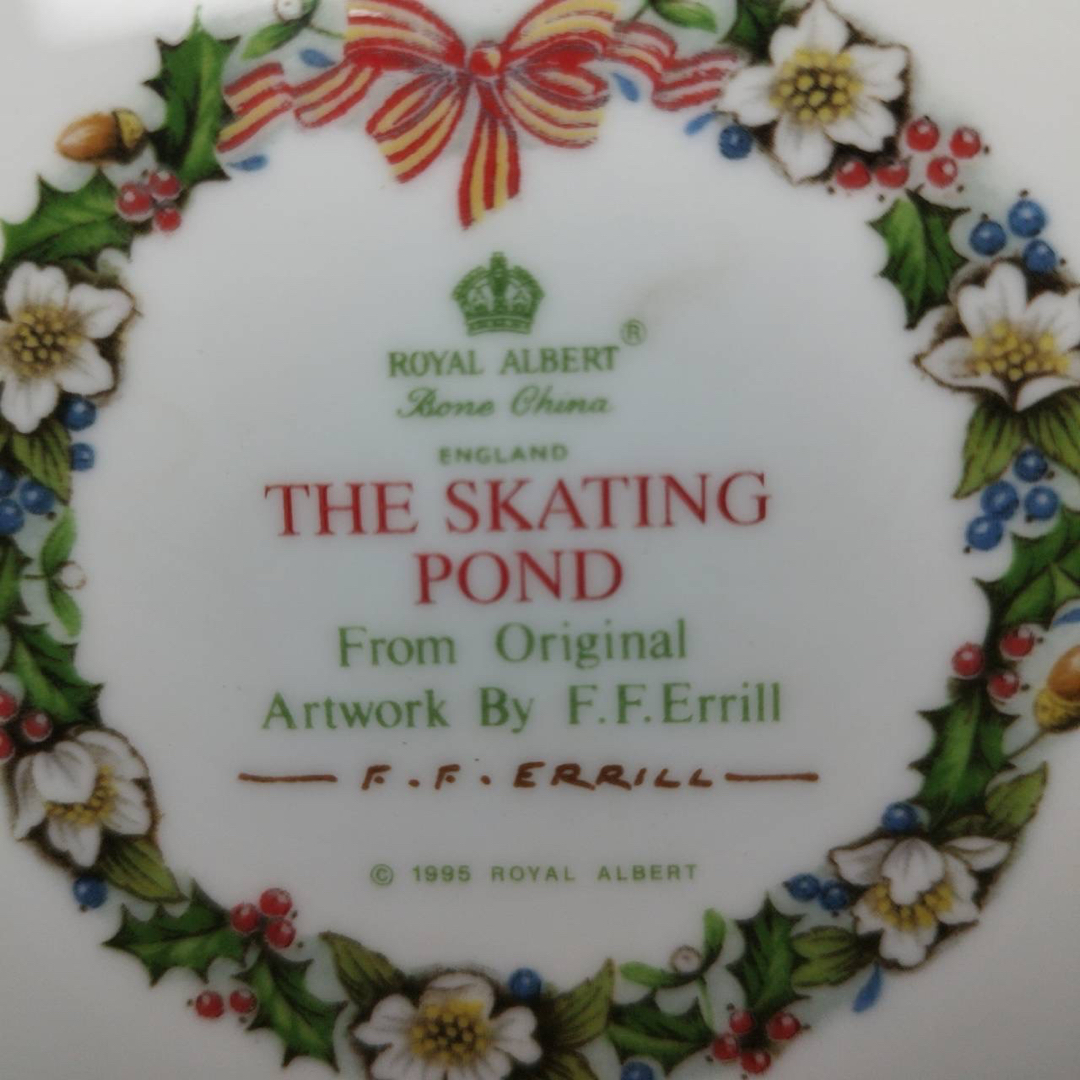 ROYAL ALBERT®
Bone China
ENGLAND
THE SKATING
POND
From Original
Artwork By F.F.Errill
F.F.ERRILL
© 1995 ROYAL ALBERT